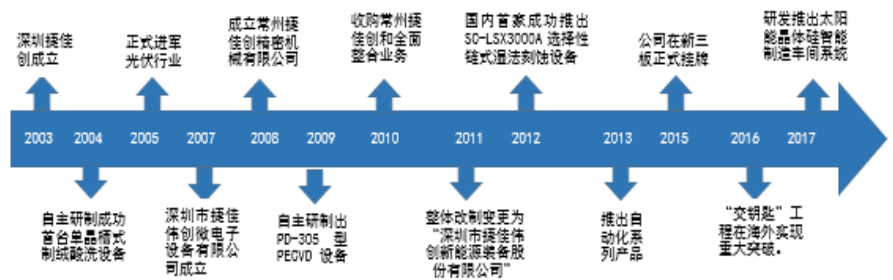 深圳捷佳
创成立
正式进军
光伏行业
成立常州捷
佳创精密机
械有限公司
收购常州捷
佳创和全面
整合业务
国内首家成功推出
SC-LSX3000A 选择性
链式湿法刻蚀设备
公司在新三
板正式挂牌
研发推出太阳
能晶体硅智能
制造车间系统
2003 2004 2005 2007 2008 2009 2010 2011 2012 2013 2015 2016 2017
自主研制成功
首台单晶槽式
制绒酸洗设备
深圳市捷佳
伟创微电子
设备有限公
司成立
自主研制出
PD-305 型
PECVD 设备
整体改制变更为
“深圳市捷佳伟
创新能源装备股
份有限公司”
推出自
动化系
列产品
“交钥匙”工
程在海外实现
重大突破.